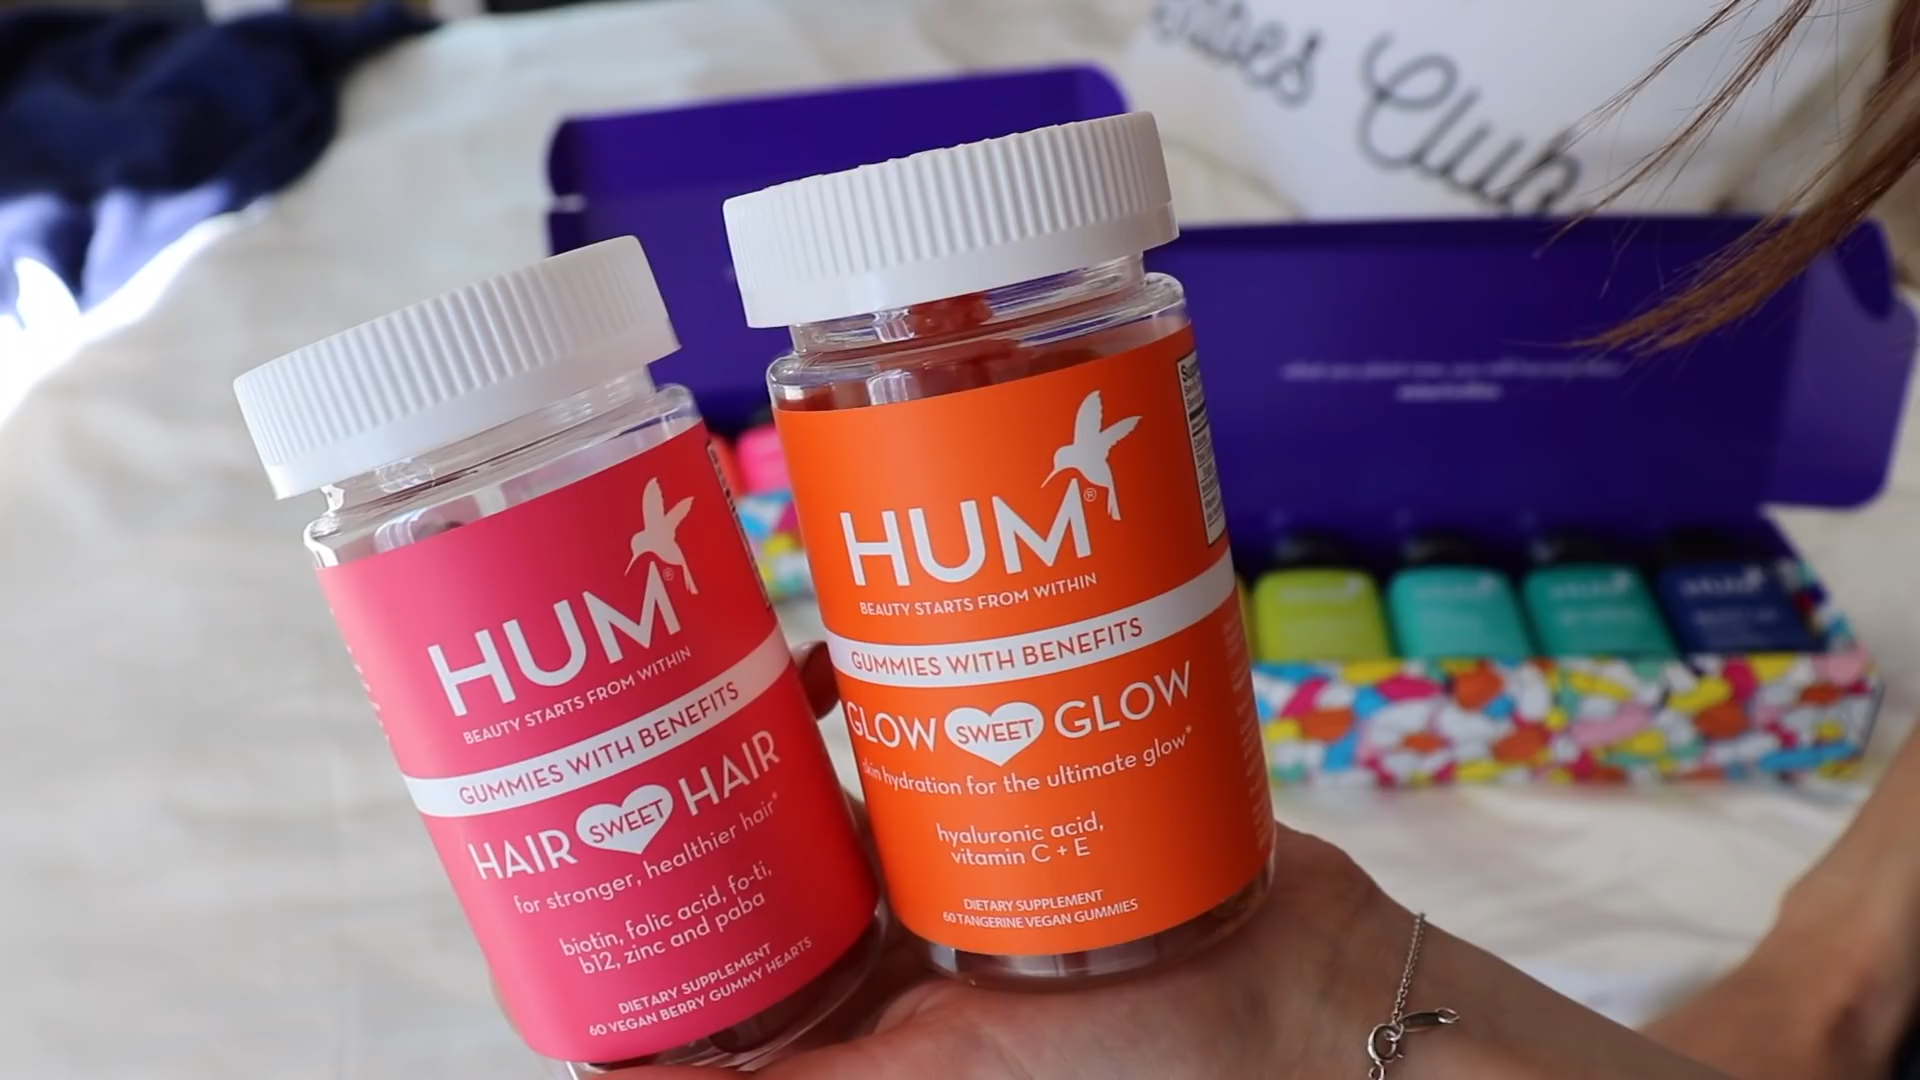 Club
HUM®
BEAUTY STARTS FROM WITHIN
GUMMIES WITH BENEFITS
HAIR SWEET HAIR
for stronger, healthier hair*
biotin, folic acid, fo-ti,
b12, zinc and paba
DIETARY SUPPLEMENT
60 VEGAN BERRY GUMMY HEARTS
HUM®
BEAUTY STARTS FROM WITHIN
GUMMIES WITH BENEFITS
GLOW SWEET GLOW
skin hydration for the ultimate glow*
hyaluronic acid,
vitamin C + E
DIETARY SUPPLEMENT
60 TANGERINE VEGAN GUMMIES